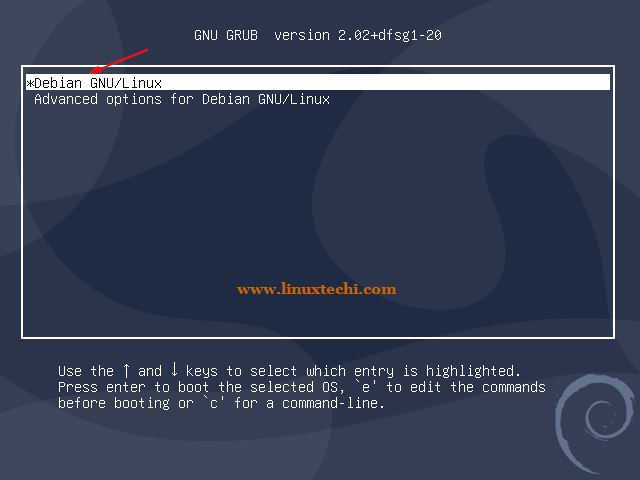 GNU GRUB  version 2.02+dfsg1-20
*Debian GNU/Linux
Advanced options for Debian GNU/Linux
www.linuxtechi.com
Use the ↑ and ↓ keys to select which entry is highlighted.
Press enter to boot the selected OS, `e' to edit the commands
before booting or `c' for a command-line.